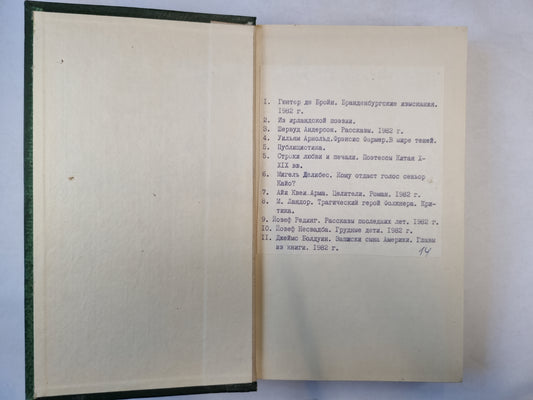 1. Гюнтер де Бройн. Бранденбургские изыскания.
1982 г.
2. Из ирландской поэзии.
3. Шервуд Андерсон. Рассказы. 1982 г.
4. Уильям Арнольд. Фрэнсис Фармер. В мире теней.
5. Публицистика.
5. Строки любви и печали. Поэтессы Китая X-
XIX вв.
6. Мигель Делибес. Кому отдаст голос сеньор
Кайо?
7. Айи Квеи Арма. Целители. Роман. 1982 г.
8. М. Ландор. Трагический герой Фолкнера. Кри-
тика.
9. Йозеф Рединг. Рассказы последних лет. 1982 г.
10. Йозеф Несвадба. Грудные дети. 1982 г.
11. Джеймс Болдуин. Записки сына Америки. Главы
из книги. 1982 г.
14